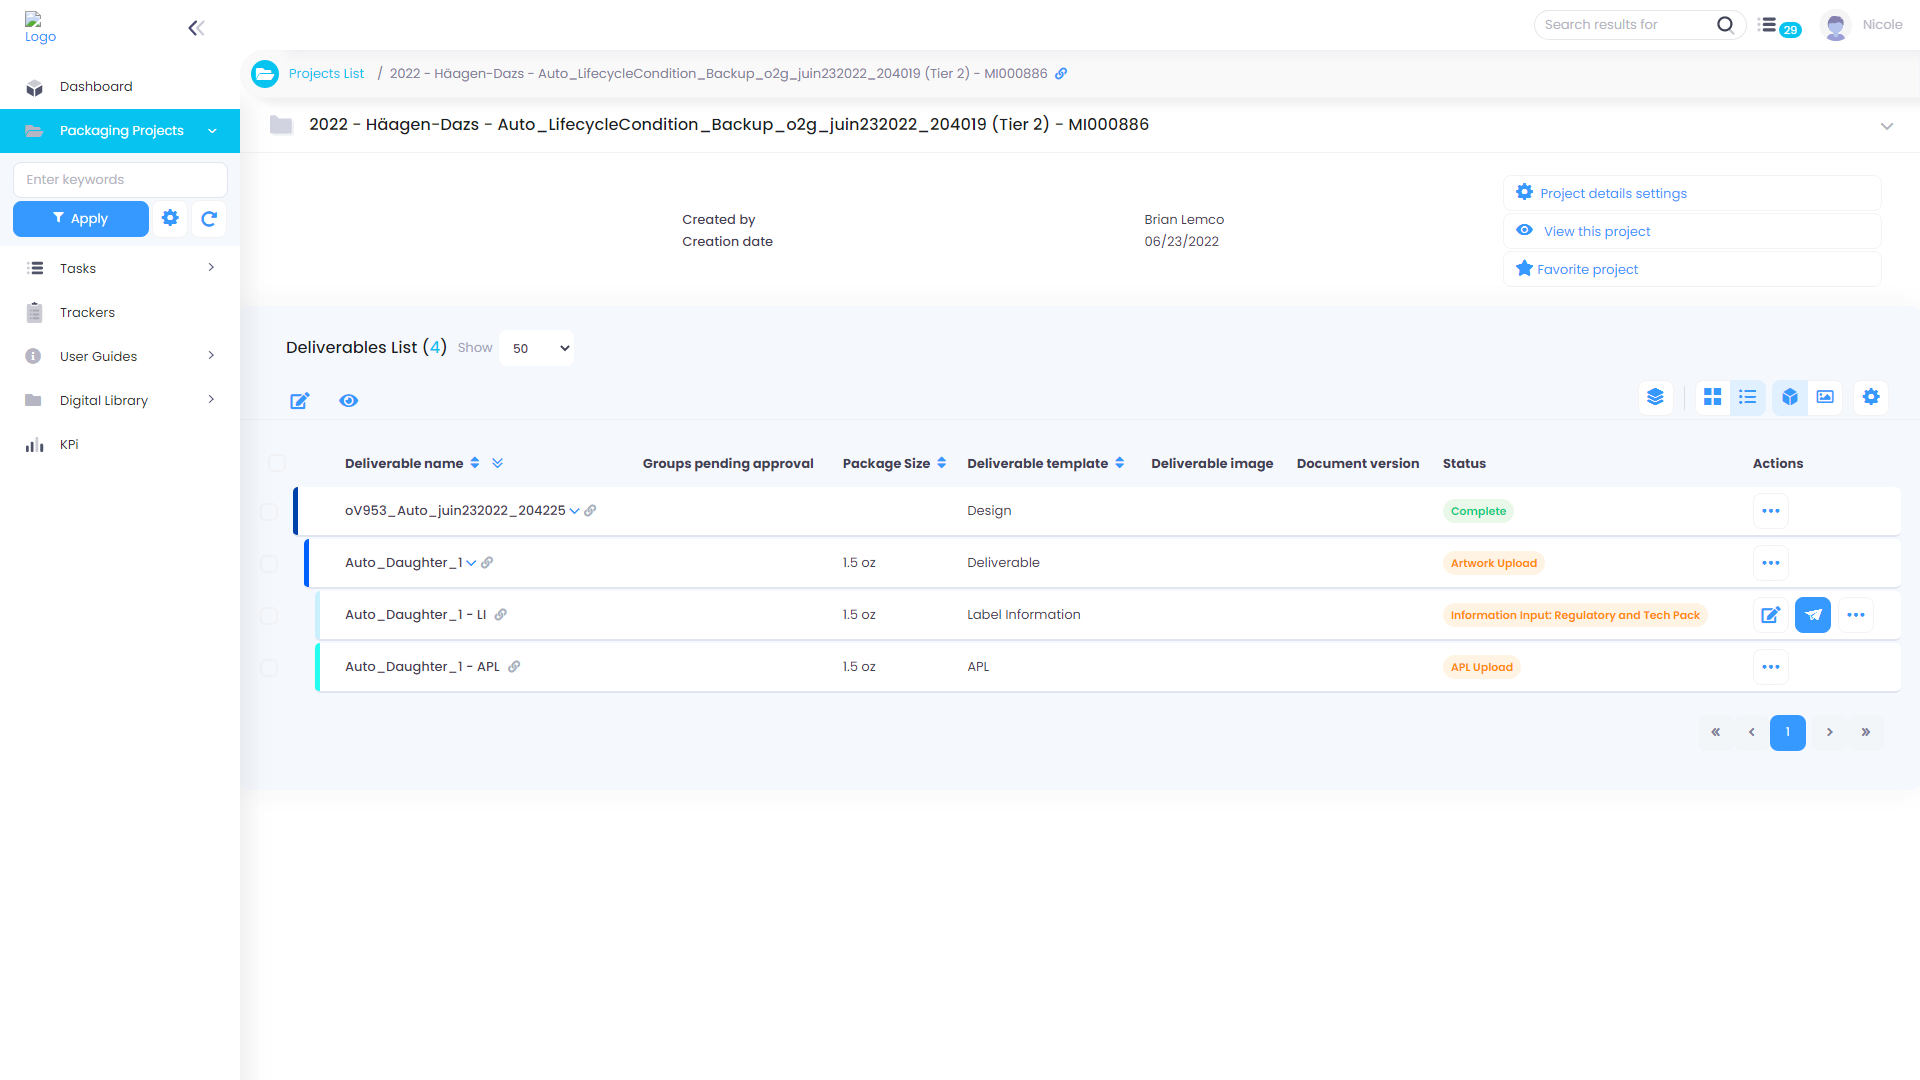 Logo
Search results for
29
Nicole
Dashboard
Packaging Projects
Enter keywords
Apply
Tasks
Trackers
User Guides
Digital Library
KPi
Projects List / 2022 - Häagen-Dazs - Auto_LifecycleCondition_Backup_o2g_juin232022_204019 (Tier 2) - MI000886
2022 - Häagen-Dazs - Auto_LifecycleCondition_Backup_o2g_juin232022_204019 (Tier 2) - MI000886
Created by Brian Lemco
Creation date 06/23/2022
Project details settings
View this project
Favorite project
Deliverables List (4) Show 50
Deliverable name Groups pending approval Package Size Deliverable template Deliverable image Document version Status Actions
oV953_Auto_juin232022_204225 Design Complete
Auto_Daughter_1 1.5 oz Deliverable Artwork Upload
Auto_Daughter_1 - LI 1.5 oz Label Information Information Input: Regulatory and Tech Pack
Auto_Daughter_1 - APL 1.5 oz APL APL Upload
« ‹ 1 › »